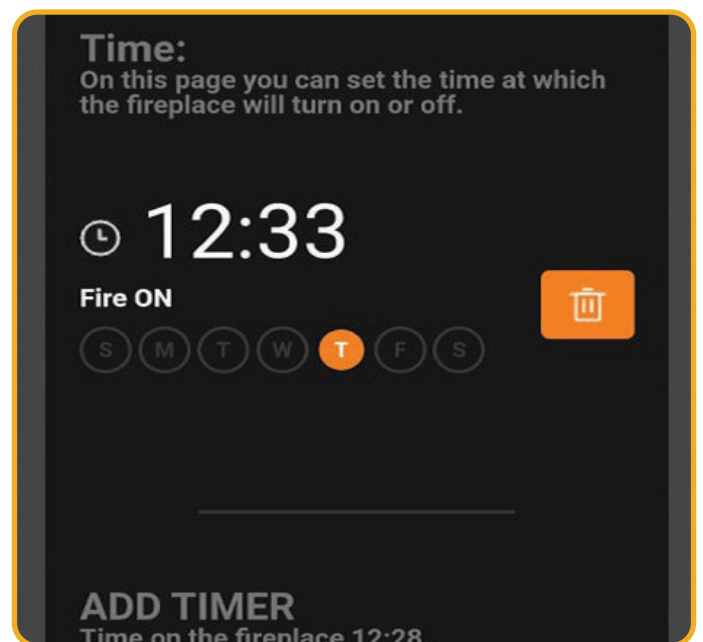 Time:
On this page you can set the time at which
the fireplace will turn on or off.
12:33
Fire ON
S M T W T F S
ADD TIMER
Time on the fireplace 12:28